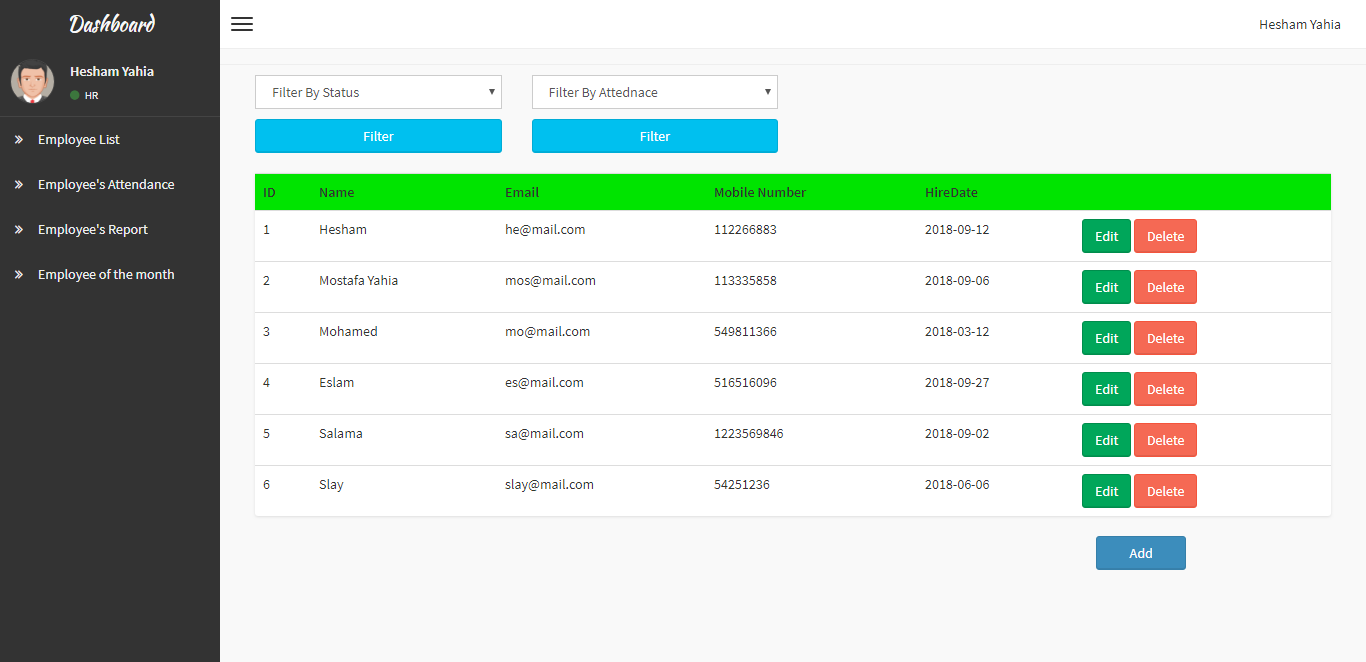 Dashboard
Hesham Yahia
Hesham Yahia
HR
Employee List
Employee's Attendance
Employee's Report
Employee of the month
Filter By Status Filter By Attednace
Filter Filter
ID Name Email Mobile Number HireDate
1 Hesham he@mail.com 112266883 2018-09-12 Edit Delete
2 Mostafa Yahia mos@mail.com 113335858 2018-09-06 Edit Delete
3 Mohamed mo@mail.com 549811366 2018-03-12 Edit Delete
4 Eslam es@mail.com 516516096 2018-09-27 Edit Delete
5 Salama sa@mail.com 1223569846 2018-09-02 Edit Delete
6 Slay slay@mail.com 54251236 2018-06-06 Edit Delete
Add